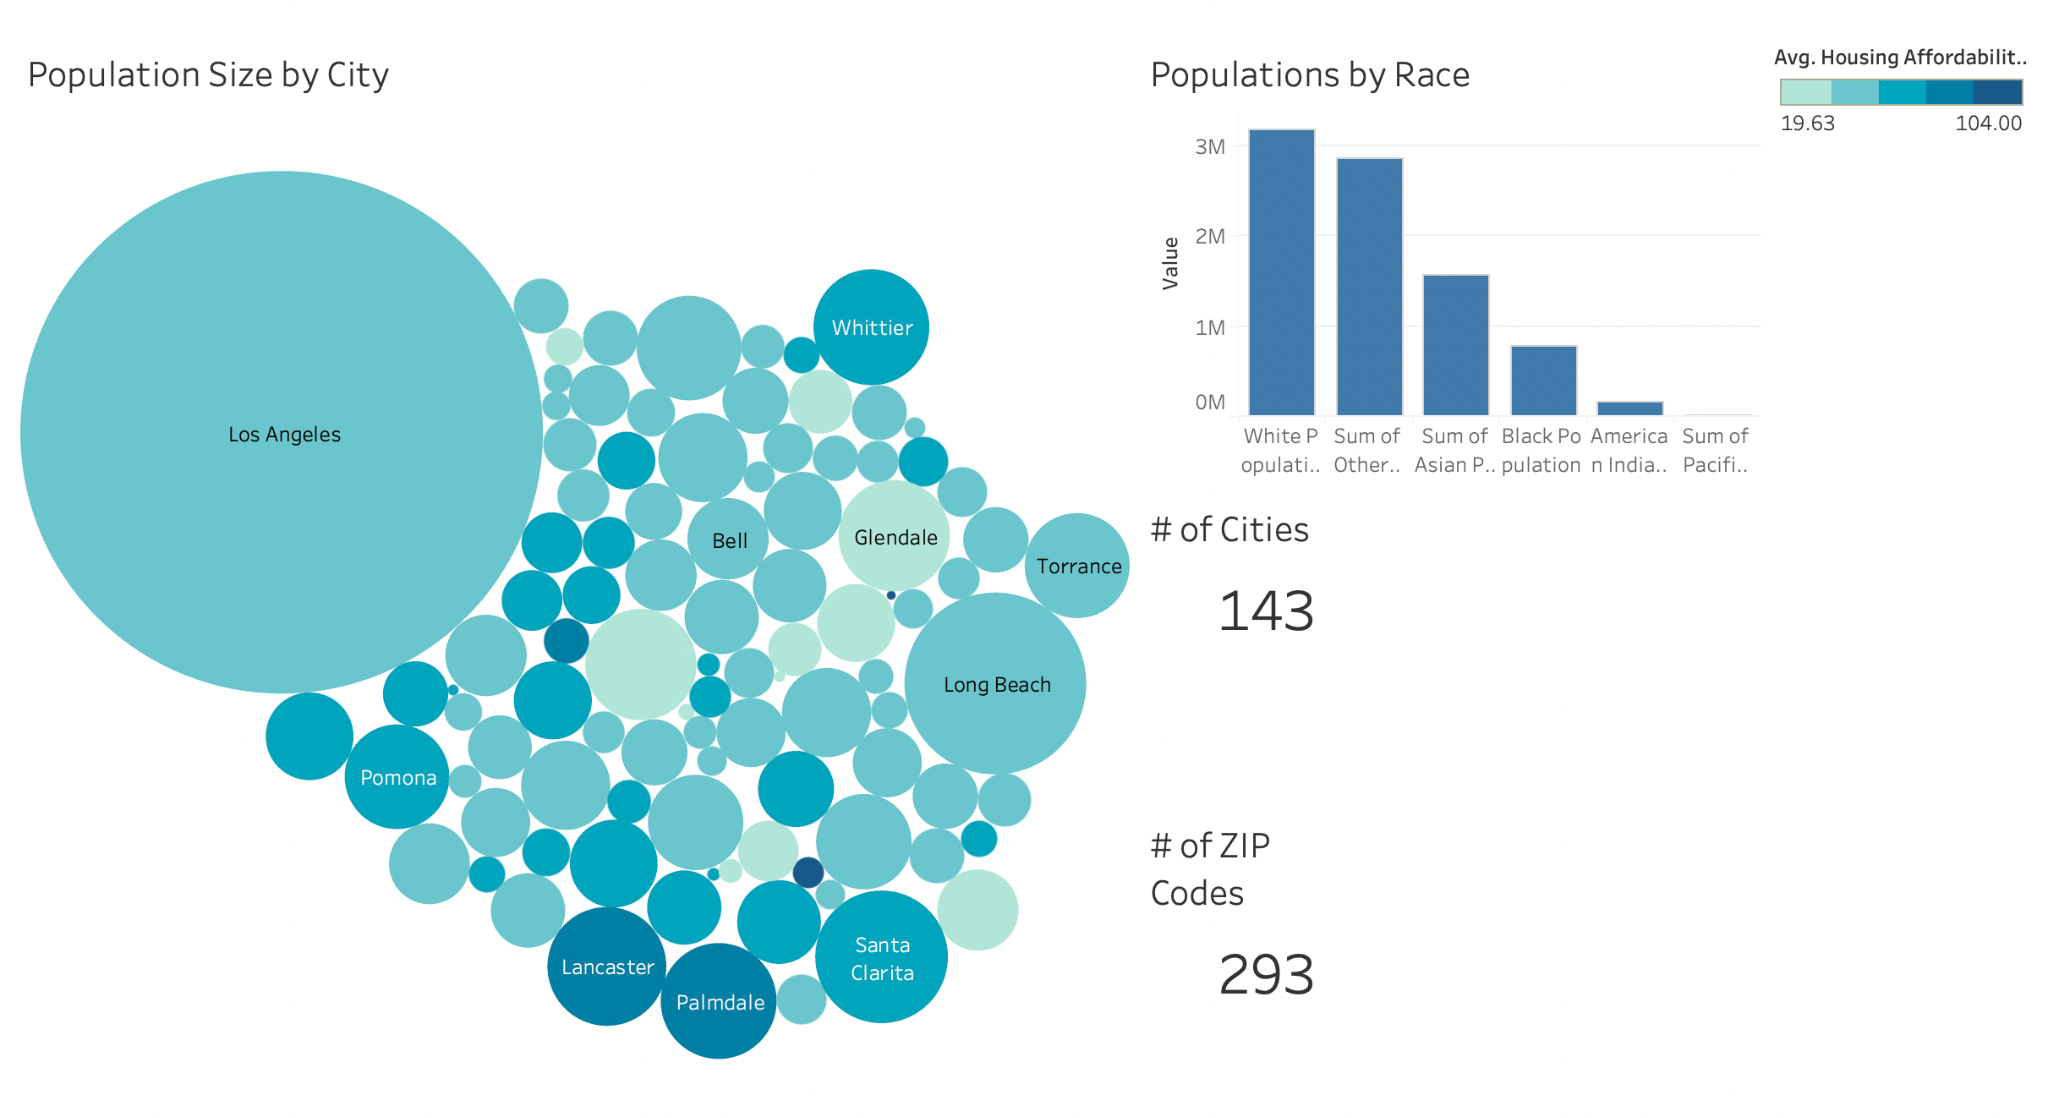 Population Size by City
Los Angeles
Whittier
Bell
Glendale
Torrance
Long Beach
Pomona
Santa
Clarita
Lancaster
Palmdale
Populations by Race
Value
3M
2M
1M
0M
White P
opulati..
Sum of
Other..
Sum of
Asian P..
Black Po
pulation
America
n India..
Sum of
Pacifi..
Avg. Housing Affordabilit..
19.63 104.00
# of Cities
143
# of ZIP
Codes
293